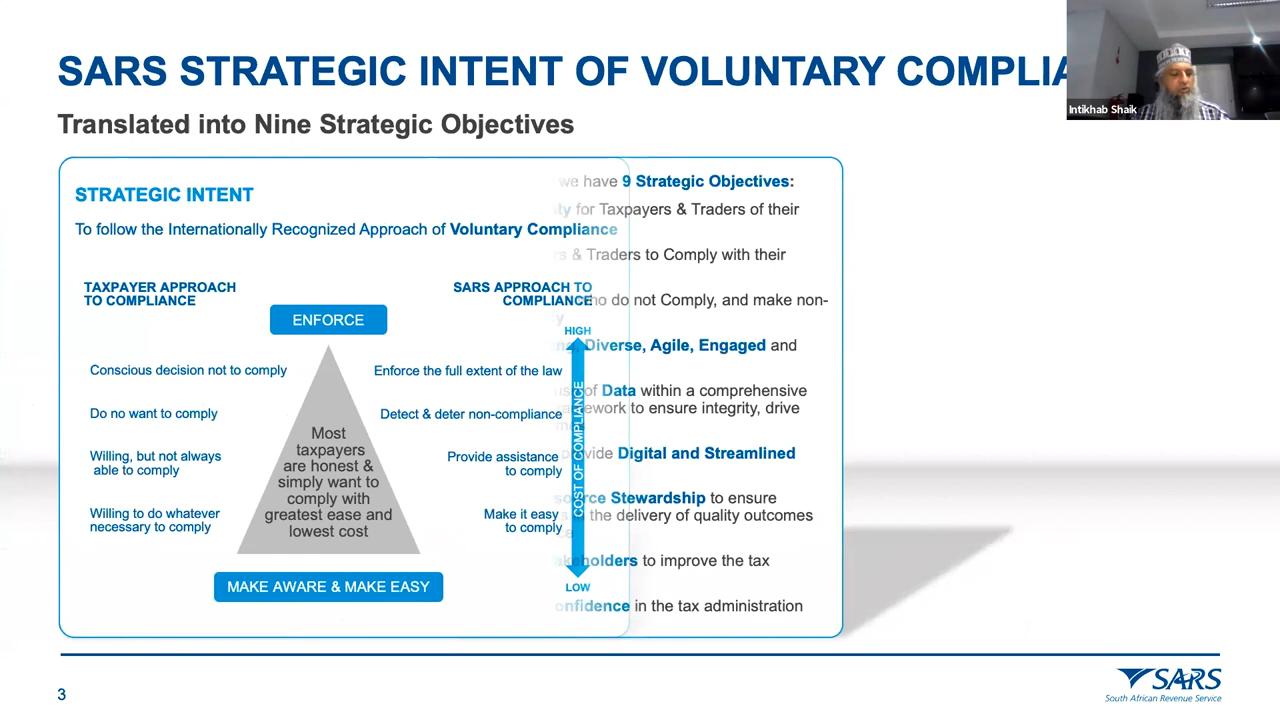 SARS STRATEGIC INTENT OF VOLUNTARY
Intikhab Shaik
Translated into Nine Strategic Objectives
STRATEGIC INTENT
To follow the Internationally Recognized Approach of Voluntary Compliance
TAXPAYER APPROACH
TO COMPLIANCE
SARS APPROACH TO
COMPLIANCE
ENFORCE
HIGH
Conscious decision not to comply
Do no want to comply
Willing, but not always
able to comply
Willing to do whatever
necessary to comply
Most
taxpayers
are honest &
simply want to
comply with
greatest ease and
lowest cost
Enforce the full extent of the law
Detect & deter non-compliance
Provide assistance
to comply
Make it easy
to comply
COST OF COMPLIANCE
LOW
MAKE AWARE & MAKE EASY
we have 9 Strategic Objectives:
for Taxpayers & Traders of their
& Traders to Comply with their
do not Comply, and make non-
Diverse, Agile, Engaged and
of Data within a comprehensive
to ensure integrity, drive
Digital and Streamlined
Stewardship to ensure
the delivery of quality outcomes
to improve the tax
in the tax administration
3
SARS
South African Revenue Service